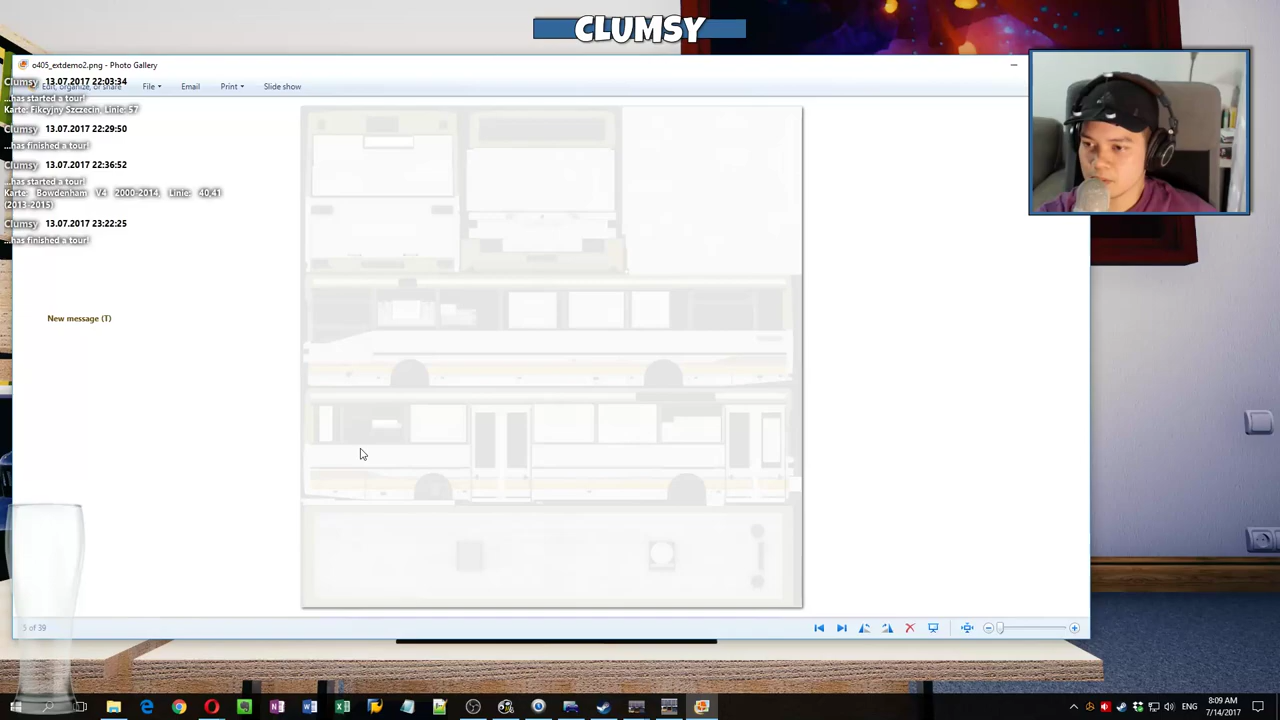 CLUMSY
o405_extdemo2.png - Photo Gallery
Edit, organize, or share
File
Email
Print
Slide show
Clumsy 13.07.2017 22:03:34
...has started a tour!
Karte: Fikcyjny Szczecin, Linie: 57
Clumsy 13.07.2017 22:29:50
...has finished a tour!
Clumsy 13.07.2017 22:36:52
...has started a tour!
Karte: Bowdenham V4 2000-2014, Linie: 40,41
(2013-2015)
Clumsy 13.07.2017 23:22:25
...has finished a tour!
New message (T)
5 of 39
ENG
8:09 AM
7/14/2017